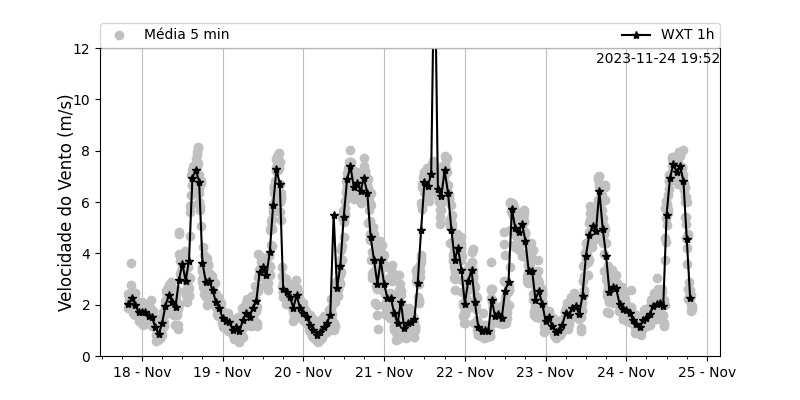 Média 5 min
WXT 1h
2023-11-24 19:52
Velocidade do Vento (m/s)
12
10
8
6
4
2
0
18 - Nov 19 - Nov 20 - Nov 21 - Nov 22 - Nov 23 - Nov 24 - Nov 25 - Nov